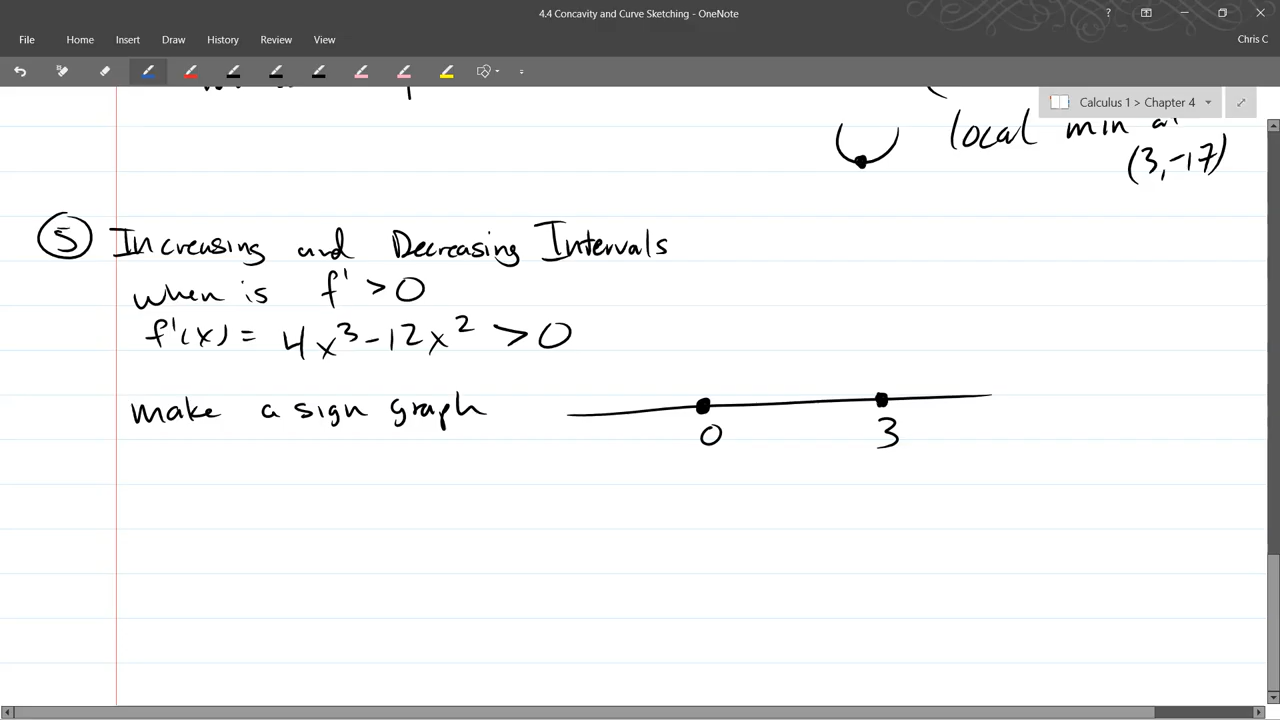 4.4 Concavity and Curve Sketching - OneNote
File Home Insert Draw History Review View
Chris C
Calculus 1 > Chapter 4
local min at
(3,-17)
5 Increasing and Decreasing Intervals
when is f' > 0
f'(x) = 4x³-12x² > 0
make a sign graph
0 3